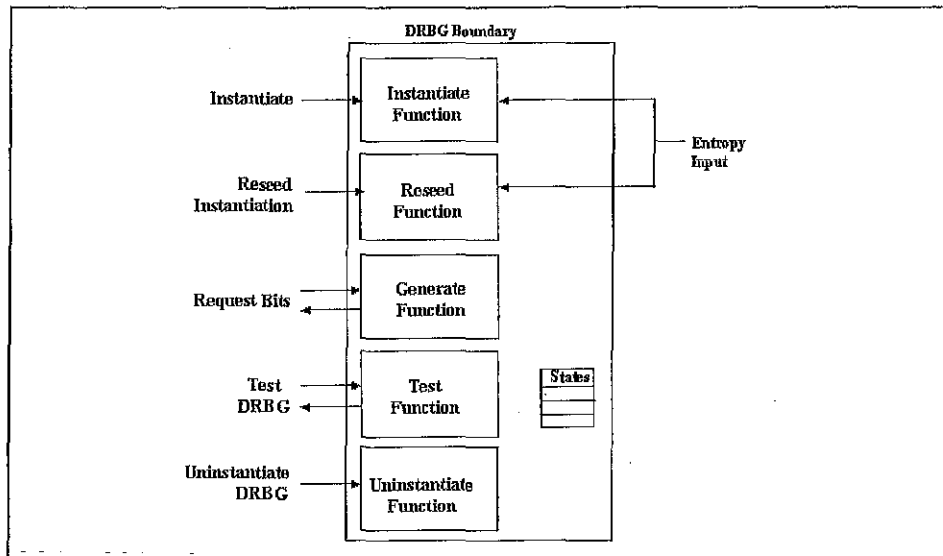 DRBG Boundary
Instantiate
Instantiate
Function
Entropy
Input
Reseed
Instantiation
Reseed
Function
Request Bits
Generate
Function
Test
DRBG
Test
Function
States
Uninstantiate
DRBG
Uninstantiate
Function